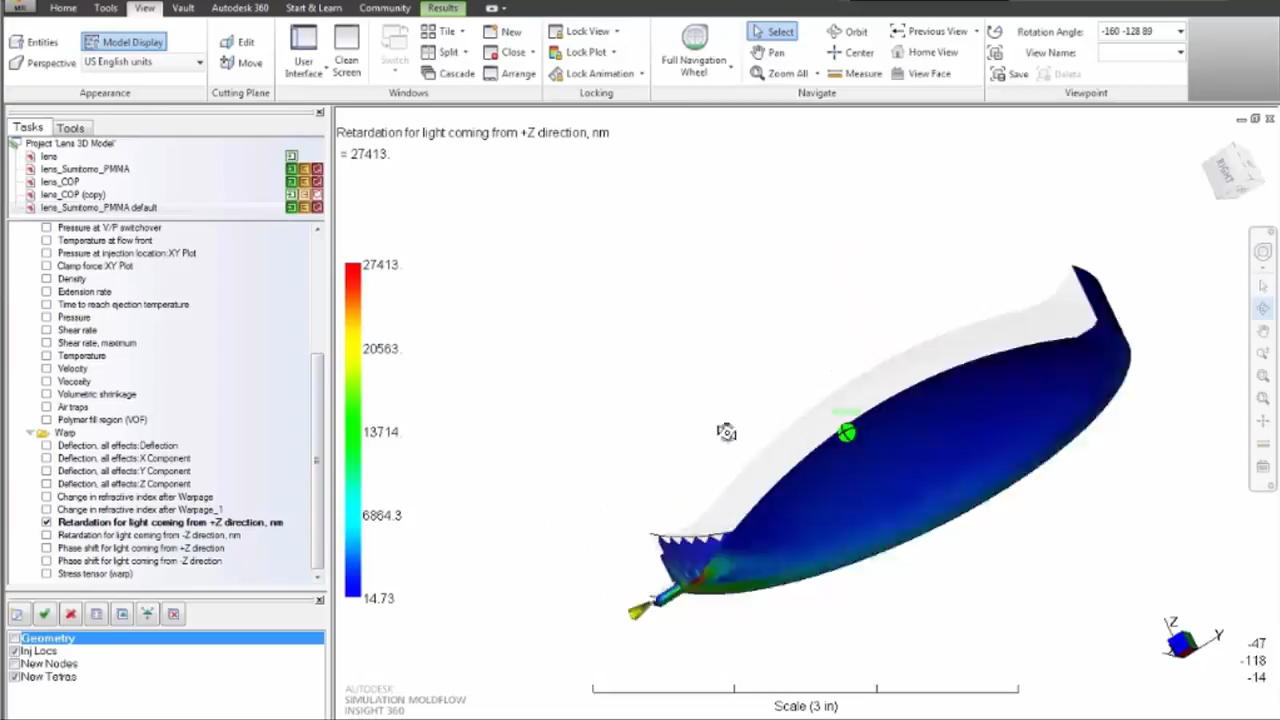 Home Tools View Vault Autodesk 360 Start & Learn Community Results
Entities Model Display Edit Tile New Lock View Select Orbit Previous View Rotation Angle: -160 -128 89
Perspective US English units Move User Interface Clean Screen Switch Split Close Lock Plot Full Navigation Wheel Pan Center Home View View Name:
Cascade Arrange Lock Animation Zoom All Measure View Face Save Delete
Appearance Cutting Plane Windows Locking Navigate Viewpoint
Tasks Tools
Project 'Lens 3D Model'
lens
lens_Sumitomo_PMMA
lens_COP
lens_COP (copy)
lens_Sumitomo_PMMA default
Pressure at V/P switchover
Temperature at flow front
Pressure at injection location:XY Plot
Clamp force:XY Plot
Density
Extension rate
Time to reach ejection temperature
Pressure
Shear rate
Shear rate, maximum
Temperature
Velocity
Viscosity
Volumetric shrinkage
Air traps
Polymer fill region (VOF)
Warp
Deflection, all effects:Deflection
Deflection, all effects:X Component
Deflection, all effects:Y Component
Deflection, all effects:Z Component
Change in refractive index after Warpage
Change in refractive index after Warpage_1
Retardation for light coming from +Z direction, nm
Retardation for light coming from -Z direction, nm
Phase shift for light coming from +Z direction
Phase shift for light coming from -Z direction
Stress tensor (warp)
Geometry
Inj Locs
New Nodes
New Tetras
Retardation for light coming from +Z direction, nm
= 27413.
27413.
20563.
13714.
6864.3
14.73
RIGHT
Z
Y
-47
-118
-14
AUTODESK
SIMULATION MOLDFLOW
INSIGHT 360
Scale (3 in)